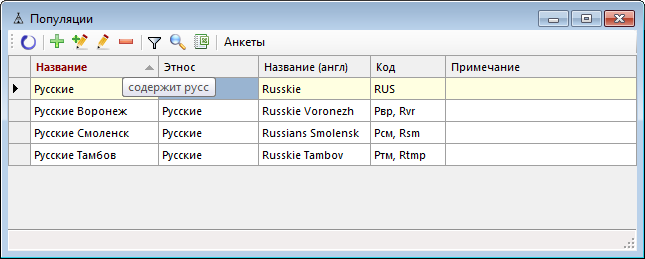 Популяции
Анкеты
Название Этнос Название (англ) Код Примечание
Русские Russkie RUS
содержит русс
Русские Воронеж Русские Russkie Voronezh Рвр, Rvr
Русские Смоленск Русские Russians Smolensk Рсм, Rsm
Русские Тамбов Русские Russkie Tambov Ртм, Rtmp